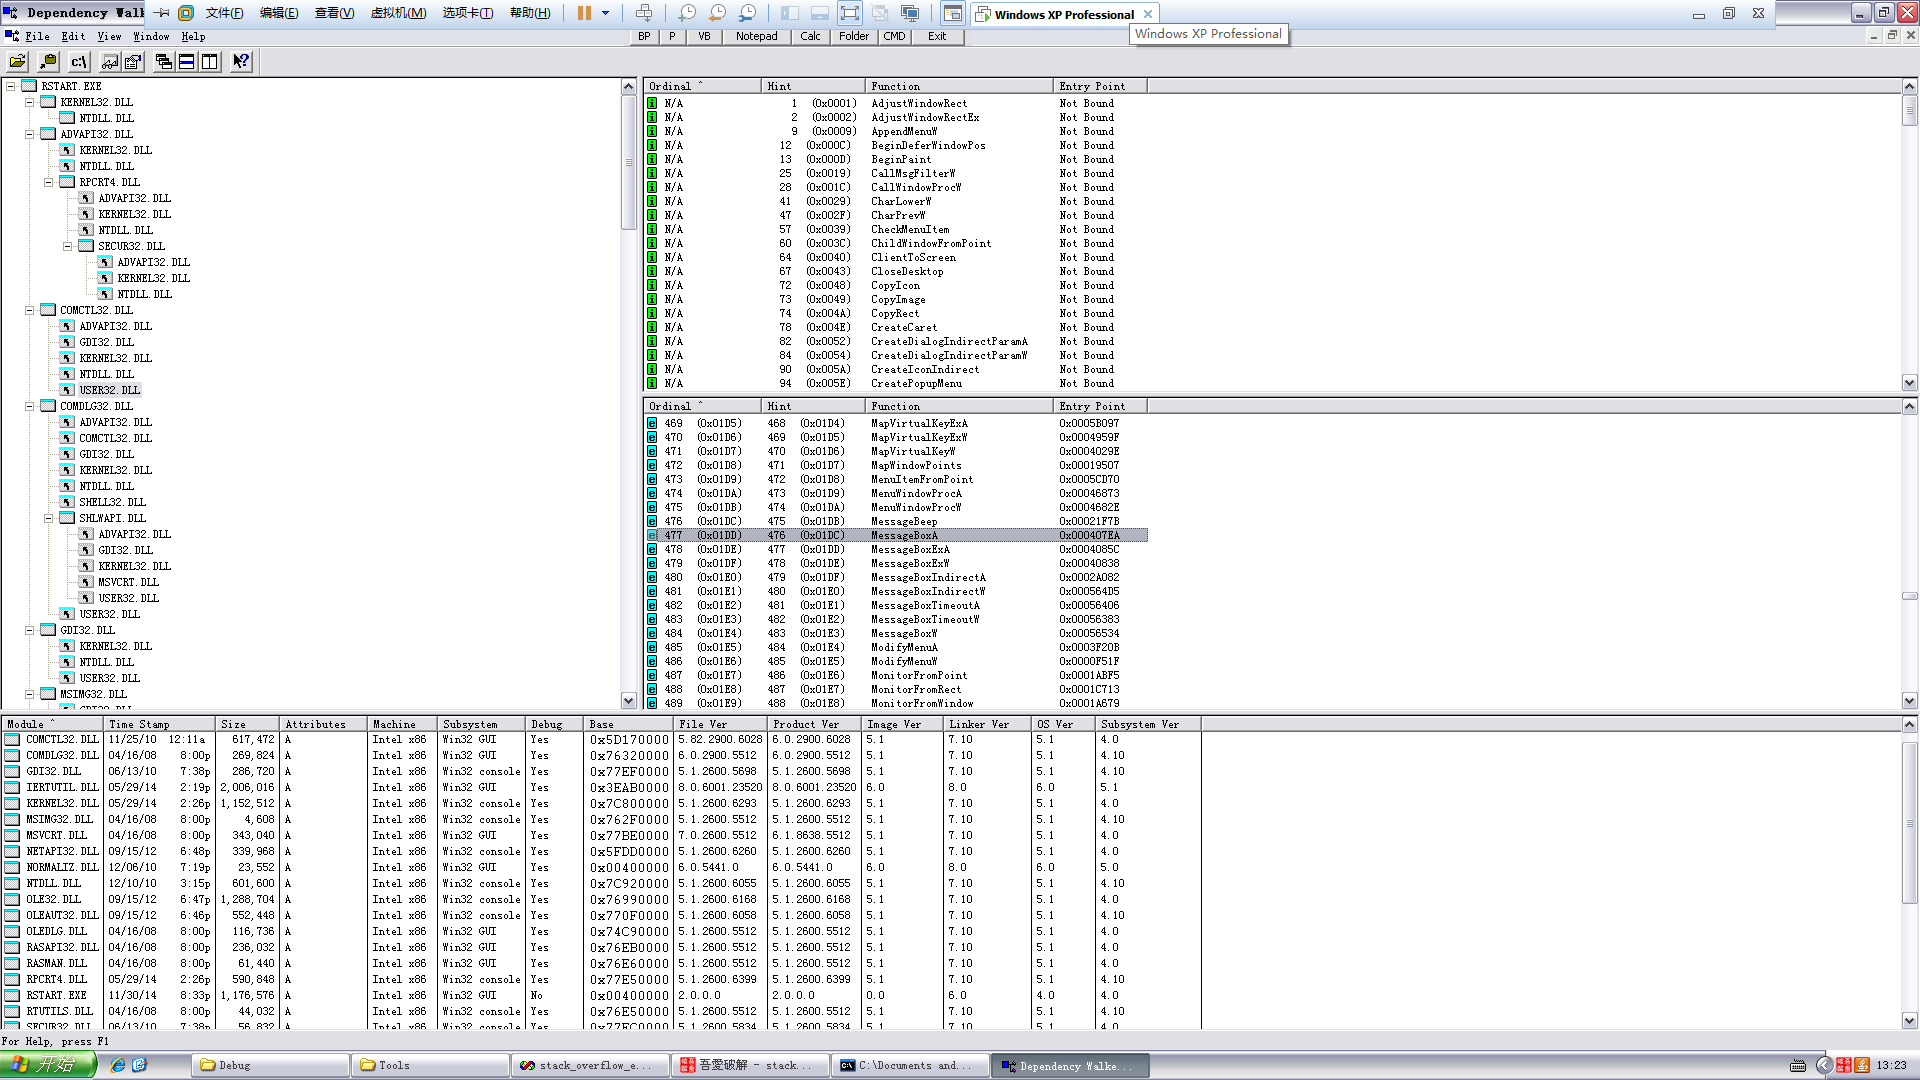 Dependency Walk 文件(F) 编辑(E) 查看(V) 虚拟机(M) 选项卡(T) 帮助(H) Windows XP Professional
Windows XP Professional
File Edit View Window Help BP P VB Notepad Calc Folder CMD Exit
c:\
RSTART.EXE
KERNEL32.DLL
NTDLL.DLL
ADVAPI32.DLL
KERNEL32.DLL
NTDLL.DLL
RPCRT4.DLL
ADVAPI32.DLL
KERNEL32.DLL
NTDLL.DLL
SECUR32.DLL
ADVAPI32.DLL
KERNEL32.DLL
NTDLL.DLL
COMCTL32.DLL
ADVAPI32.DLL
GDI32.DLL
KERNEL32.DLL
NTDLL.DLL
USER32.DLL
COMDLG32.DLL
ADVAPI32.DLL
COMCTL32.DLL
GDI32.DLL
KERNEL32.DLL
NTDLL.DLL
SHELL32.DLL
SHLWAPI.DLL
ADVAPI32.DLL
GDI32.DLL
KERNEL32.DLL
MSVCRT.DLL
USER32.DLL
USER32.DLL
GDI32.DLL
KERNEL32.DLL
NTDLL.DLL
USER32.DLL
MSIMG32.DLL
GDI32.DLL
Ordinal ^ Hint Function Entry Point
N/A 1 (0x0001) AdjustWindowRect Not Bound
N/A 2 (0x0002) AdjustWindowRectEx Not Bound
N/A 9 (0x0009) AppendMenuW Not Bound
N/A 12 (0x000C) BeginDeferWindowPos Not Bound
N/A 13 (0x000D) BeginPaint Not Bound
N/A 25 (0x0019) CallMsgFilterW Not Bound
N/A 28 (0x001C) CallWindowProcW Not Bound
N/A 41 (0x0029) CharLowerW Not Bound
N/A 47 (0x002F) CharPrevW Not Bound
N/A 57 (0x0039) CheckMenuItem Not Bound
N/A 60 (0x003C) ChildWindowFromPoint Not Bound
N/A 64 (0x0040) ClientToScreen Not Bound
N/A 67 (0x0043) CloseDesktop Not Bound
N/A 72 (0x0048) CopyIcon Not Bound
N/A 73 (0x0049) CopyImage Not Bound
N/A 74 (0x004A) CopyRect Not Bound
N/A 78 (0x004E) CreateCaret Not Bound
N/A 82 (0x0052) CreateDialogIndirectParamA Not Bound
N/A 84 (0x0054) CreateDialogIndirectParamW Not Bound
N/A 90 (0x005A) CreateIconIndirect Not Bound
N/A 94 (0x005E) CreatePopupMenu Not Bound
Ordinal ^ Hint Function Entry Point
469 (0x01D5) 468 (0x01D4) MapVirtualKeyExA 0x0005B097
470 (0x01D6) 469 (0x01D5) MapVirtualKeyExW 0x0004959F
471 (0x01D7) 470 (0x01D6) MapVirtualKeyW 0x0004029E
472 (0x01D8) 471 (0x01D7) MapWindowPoints 0x00019507
473 (0x01D9) 472 (0x01D8) MenuItemFromPoint 0x0005CD70
474 (0x01DA) 473 (0x01D9) MenuWindowProcA 0x00046873
475 (0x01DB) 474 (0x01DA) MenuWindowProcW 0x0004682E
476 (0x01DC) 475 (0x01DB) MessageBeep 0x00021F7B
477 (0x01DD) 476 (0x01DC) MessageBoxA 0x000407EA
478 (0x01DE) 477 (0x01DD) MessageBoxExA 0x0004085C
479 (0x01DF) 478 (0x01DE) MessageBoxExW 0x00040838
480 (0x01E0) 479 (0x01DF) MessageBoxIndirectA 0x0002A082
481 (0x01E1) 480 (0x01E0) MessageBoxIndirectW 0x000564D5
482 (0x01E2) 481 (0x01E1) MessageBoxTimeoutA 0x00056406
483 (0x01E3) 482 (0x01E2) MessageBoxTimeoutW 0x00056383
484 (0x01E4) 483 (0x01E3) MessageBoxW 0x00056534
485 (0x01E5) 484 (0x01E4) ModifyMenuA 0x0003F20B
486 (0x01E6) 485 (0x01E5) ModifyMenuW 0x0000F51F
487 (0x01E7) 486 (0x01E6) MonitorFromPoint 0x0001ABF5
488 (0x01E8) 487 (0x01E7) MonitorFromRect 0x0001C713
489 (0x01E9) 488 (0x01E8) MonitorFromWindow 0x0001A679
Module ^ Time Stamp Size Attributes Machine Subsystem Debug Base File Ver Product Ver Image Ver Linker Ver OS Ver Subsystem Ver
COMCTL32.DLL 11/25/10 12:11a 617,472 A Intel x86 Win32 GUI Yes 0x5D170000 5.82.2900.6028 6.0.2900.6028 5.1 7.10 5.1 4.0
COMDLG32.DLL 04/16/08 8:00p 269,824 A Intel x86 Win32 GUI Yes 0x76320000 6.0.2900.5512 6.0.2900.5512 5.1 7.10 5.1 4.10
GDI32.DLL 06/13/10 7:38p 286,720 A Intel x86 Win32 console Yes 0x77EF0000 5.1.2600.5698 5.1.2600.5698 5.1 7.10 5.1 4.10
IERTUTIL.DLL 05/29/14 2:19p 2,006,016 A Intel x86 Win32 GUI Yes 0x3EAB0000 8.0.6001.23520 8.0.6001.23520 6.0 8.0 6.0 5.1
KERNEL32.DLL 05/29/14 2:26p 1,152,512 A Intel x86 Win32 console Yes 0x7C800000 5.1.2600.6293 5.1.2600.6293 5.1 7.10 5.1 4.0
MSIMG32.DLL 04/16/08 8:00p 4,608 A Intel x86 Win32 GUI Yes 0x762F0000 5.1.2600.5512 5.1.2600.5512 5.1 7.10 5.1 4.10
MSVCRT.DLL 04/16/08 8:00p 343,040 A Intel x86 Win32 GUI Yes 0x77BE0000 7.0.2600.5512 6.1.8638.5512 5.1 7.10 5.1 4.0
NETAPI32.DLL 09/15/12 6:48p 339,968 A Intel x86 Win32 console Yes 0x5FDD0000 5.1.2600.6260 5.1.2600.6260 5.1 7.10 5.1 4.0
NORMALIZ.DLL 12/06/10 7:19p 23,552 A Intel x86 Win32 GUI Yes 0x00400000 6.0.5441.0 6.0.5441.0 6.0 8.0 6.0 5.0
NTDLL.DLL 12/10/10 3:15p 601,600 A Intel x86 Win32 console Yes 0x7C920000 5.1.2600.6055 5.1.2600.6055 5.1 7.10 5.1 4.10
OLE32.DLL 09/15/12 6:47p 1,288,704 A Intel x86 Win32 GUI Yes 0x76990000 5.1.2600.6168 5.1.2600.6168 5.1 7.10 5.1 4.0
OLEAUT32.DLL 09/15/12 6:46p 552,448 A Intel x86 Win32 GUI Yes 0x770F0000 5.1.2600.6058 5.1.2600.6058 5.1 7.10 5.1 4.10
OLEDLG.DLL 04/16/08 8:00p 116,736 A Intel x86 Win32 GUI Yes 0x74C90000 5.1.2600.5512 5.1.2600.5512 5.1 7.10 5.1 4.0
RASAPI32.DLL 04/16/08 8:00p 236,032 A Intel x86 Win32 GUI Yes 0x76EB0000 5.1.2600.5512 5.1.2600.5512 5.1 7.10 5.1 4.0
RASMAN.DLL 04/16/08 8:00p 61,440 A Intel x86 Win32 GUI Yes 0x76E60000 5.1.2600.5512 5.1.2600.5512 5.1 7.10 5.1 4.0
RPCRT4.DLL 05/29/14 2:26p 590,848 A Intel x86 Win32 console Yes 0x77E50000 5.1.2600.6399 5.1.2600.6399 5.1 7.10 5.1 4.10
RSTART.EXE 11/30/14 8:33p 1,176,576 A Intel x86 Win32 GUI No 0x00400000 2.0.0.0 2.0.0.0 0.0 6.0 4.0 4.0
RTUTILS.DLL 04/16/08 8:00p 44,032 A Intel x86 Win32 GUI Yes 0x76E50000 5.1.2600.5512 5.1.2600.5512 5.1 7.10 5.1 4.0
SECUR32.DLL 06/13/10 7:38p 56,832 A Intel x86 Win32 console Yes 0x77FC0000 5.1.2600.5834 5.1.2600.5834 5.1 7.10 5.1 4.0
For Help, press F1
开始 Debug Tools stack_overflow_e... 吾爱破解 - stack... C:\Documents and... Dependency Walke... 13:23